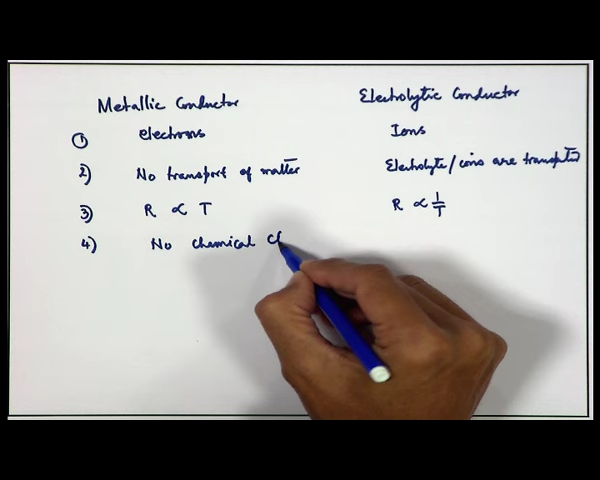 Metallic Conductor Electrolytic Conductor
1) electrons Ions
2) No transport of matter Electrolyte/ions are transported
3) R ∝ T R ∝ 1/T
4) No chemical ch